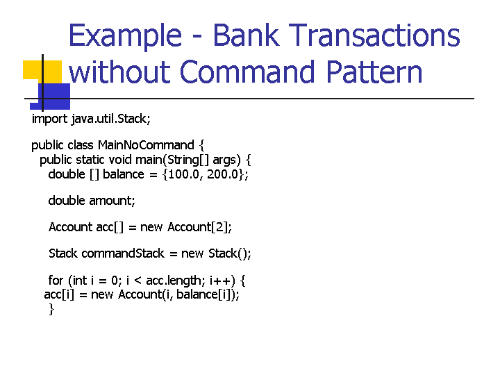 Example - Bank Transactions
without Command Pattern
import java.util.Stack;
public class MainNoCommand {
public static void main(String[] args) {
double [] balance = {100.0, 200.0};
double amount;
Account acc[] = new Account[2];
Stack commandStack = new Stack();
for (int i = 0; i < acc.length; i++) {
acc[i] = new Account(i, balance[i]);
}